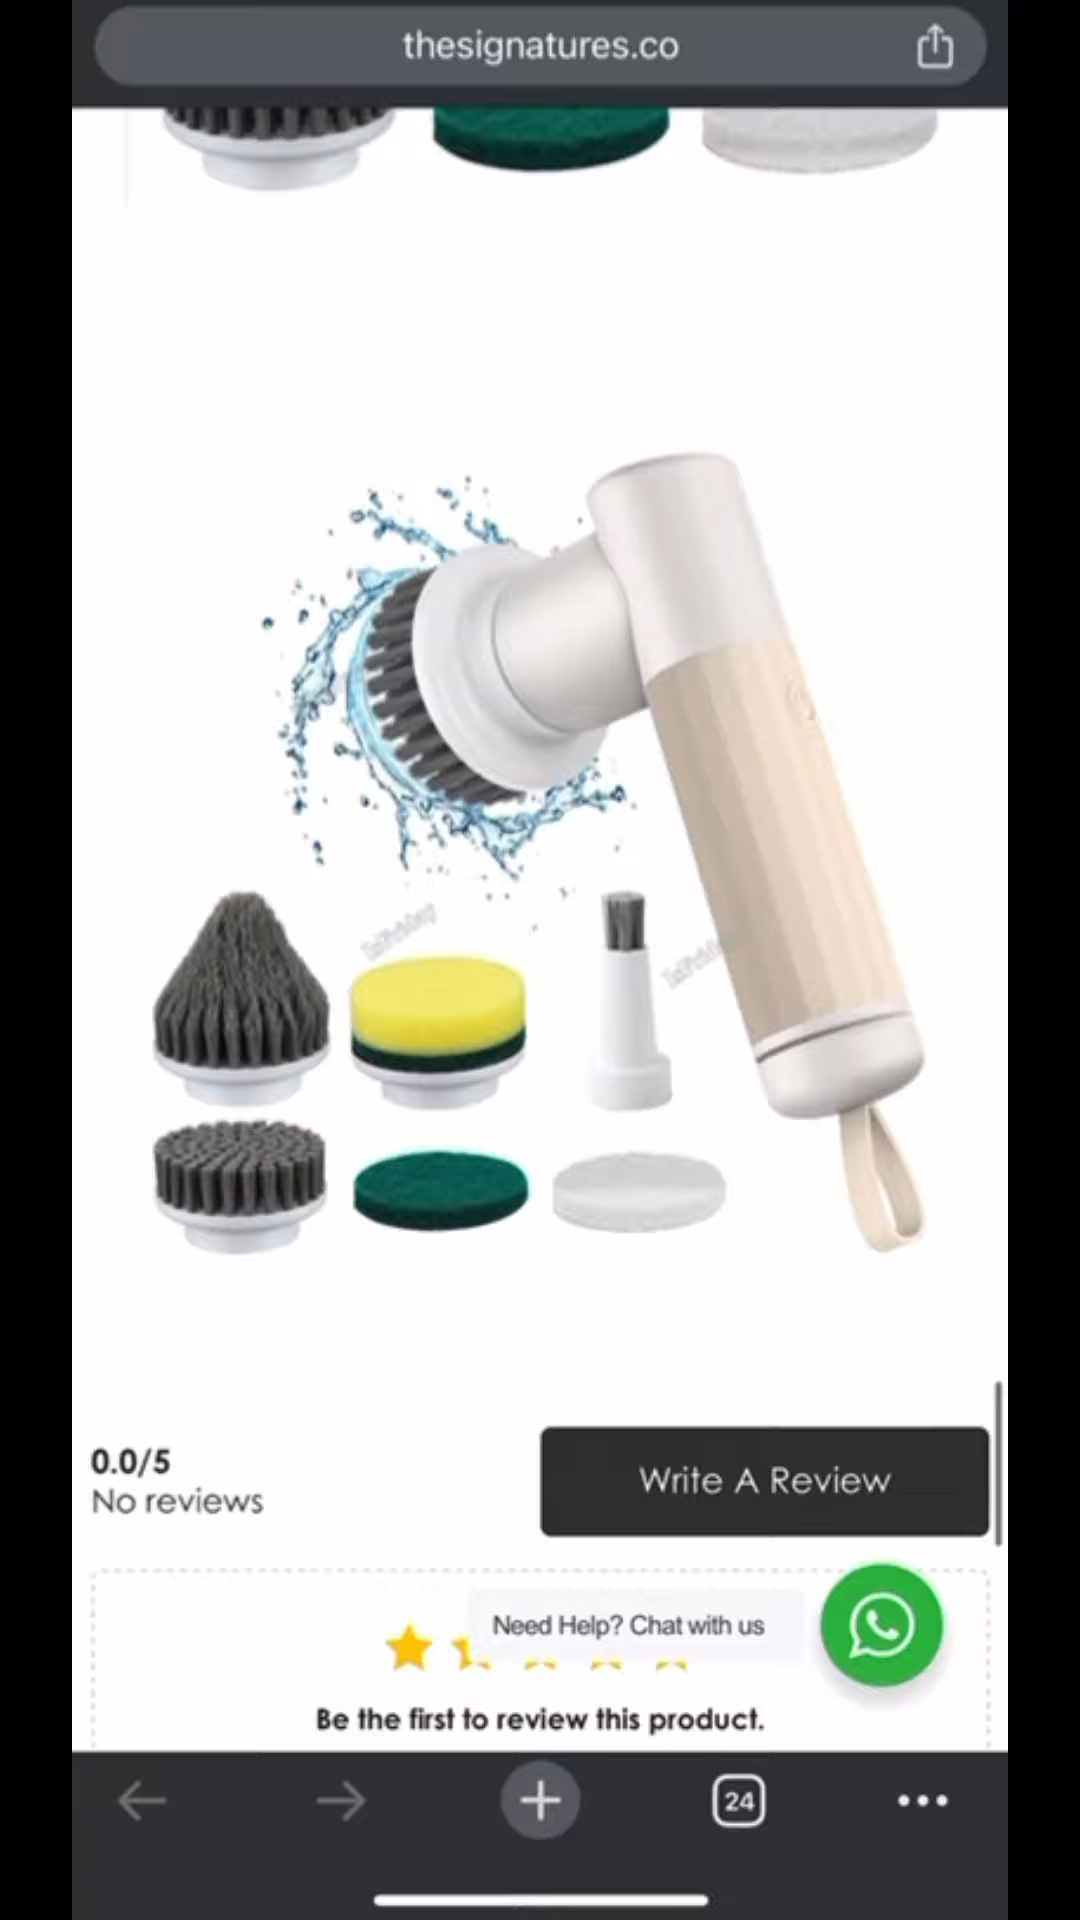 thesignatures.co
InFriday
0.0/5
No reviews
Write A Review
Need Help? Chat with us
Be the first to review this product.
24